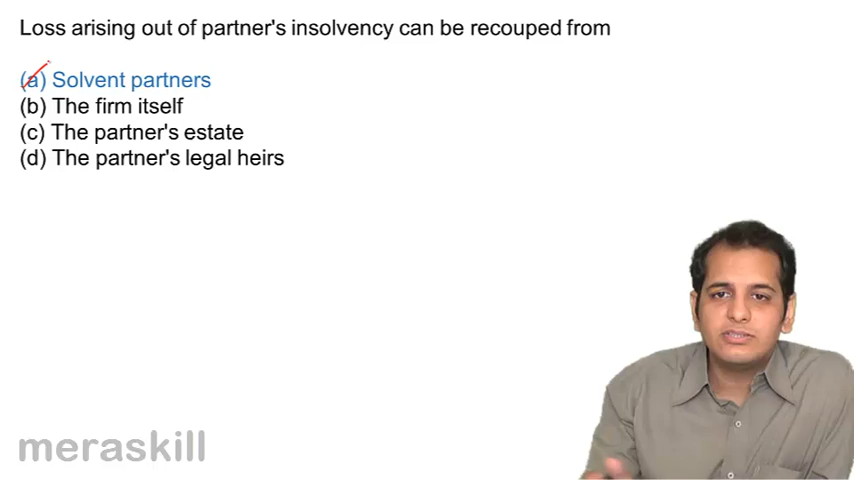 Loss arising out of partner's insolvency can be recouped from
(a) Solvent partners
(b) The firm itself
(c) The partner's estate
(d) The partner's legal heirs
meraskill